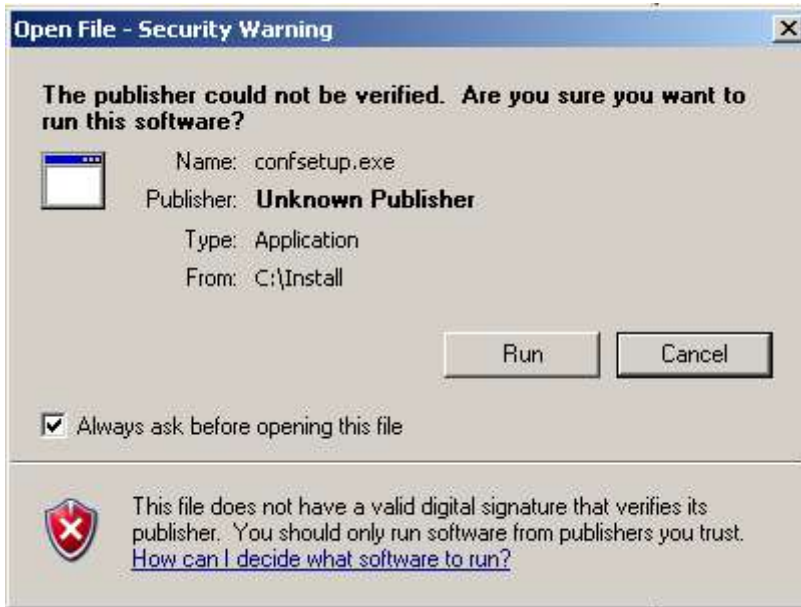 Open File - Security Warning
The publisher could not be verified.  Are you sure you want to
run this software?
Name: confsetup.exe
Publisher: Unknown Publisher
Type: Application
From: C:\Install
Run Cancel
Always ask before opening this file
This file does not have a valid digital signature that verifies its
publisher.  You should only run software from publishers you trust.
How can I decide what software to run?